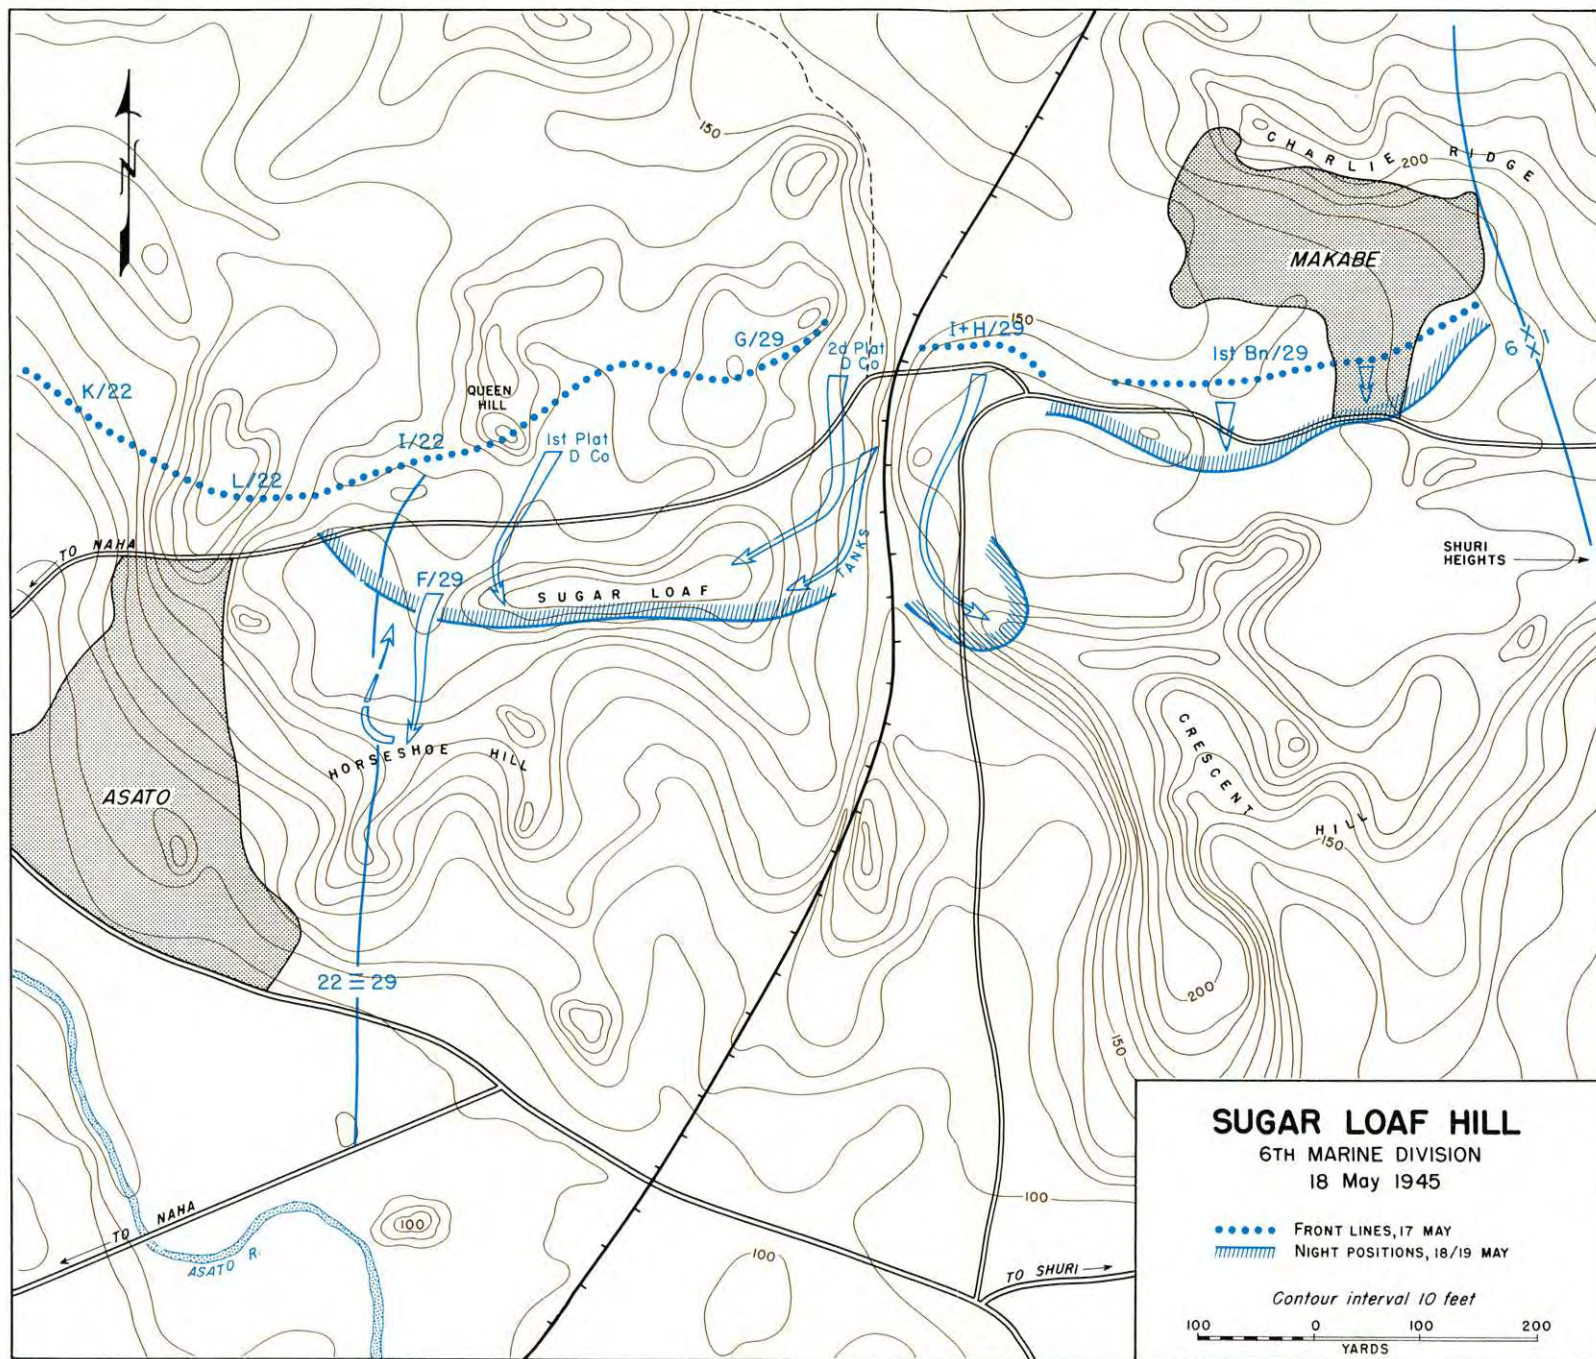 N
150
CHARLIE RIDGE
200
MAKABE
6 XX 1
150
I+H/29
1st Bn/29
G/29
2d Plat
D Co
K/22
QUEEN
HILL
I/22
1st Plat
D Co
L/22
TO NAHA
TANKS
SHURI
HEIGHTS
F/29
SUGAR LOAF
HORSESHOE HILL
CRESCENT HILL
150
ASATO
22 ≡ 29
200
150
100
100
100
TO NAHA
ASATO R.
TO SHURI
SUGAR LOAF HILL
6TH MARINE DIVISION
18 May 1945
FRONT LINES, 17 MAY
NIGHT POSITIONS, 18/19 MAY
Contour interval 10 feet
100 0 100 200
YARDS